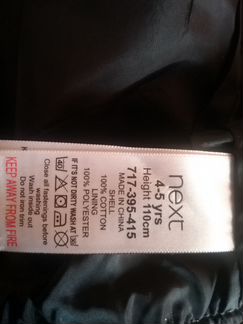 next
4-5 yrs
Height 110cm
717-395-415
MADE IN CHINA
SHELL
100% COTTON
LINING
100% POLYESTER
IF IT'S NOT DIRTY WASH AT 30
40
Close all fastenings before
washing
Wash inside out
Do not iron trim
KEEP AWAY FROM FIRE